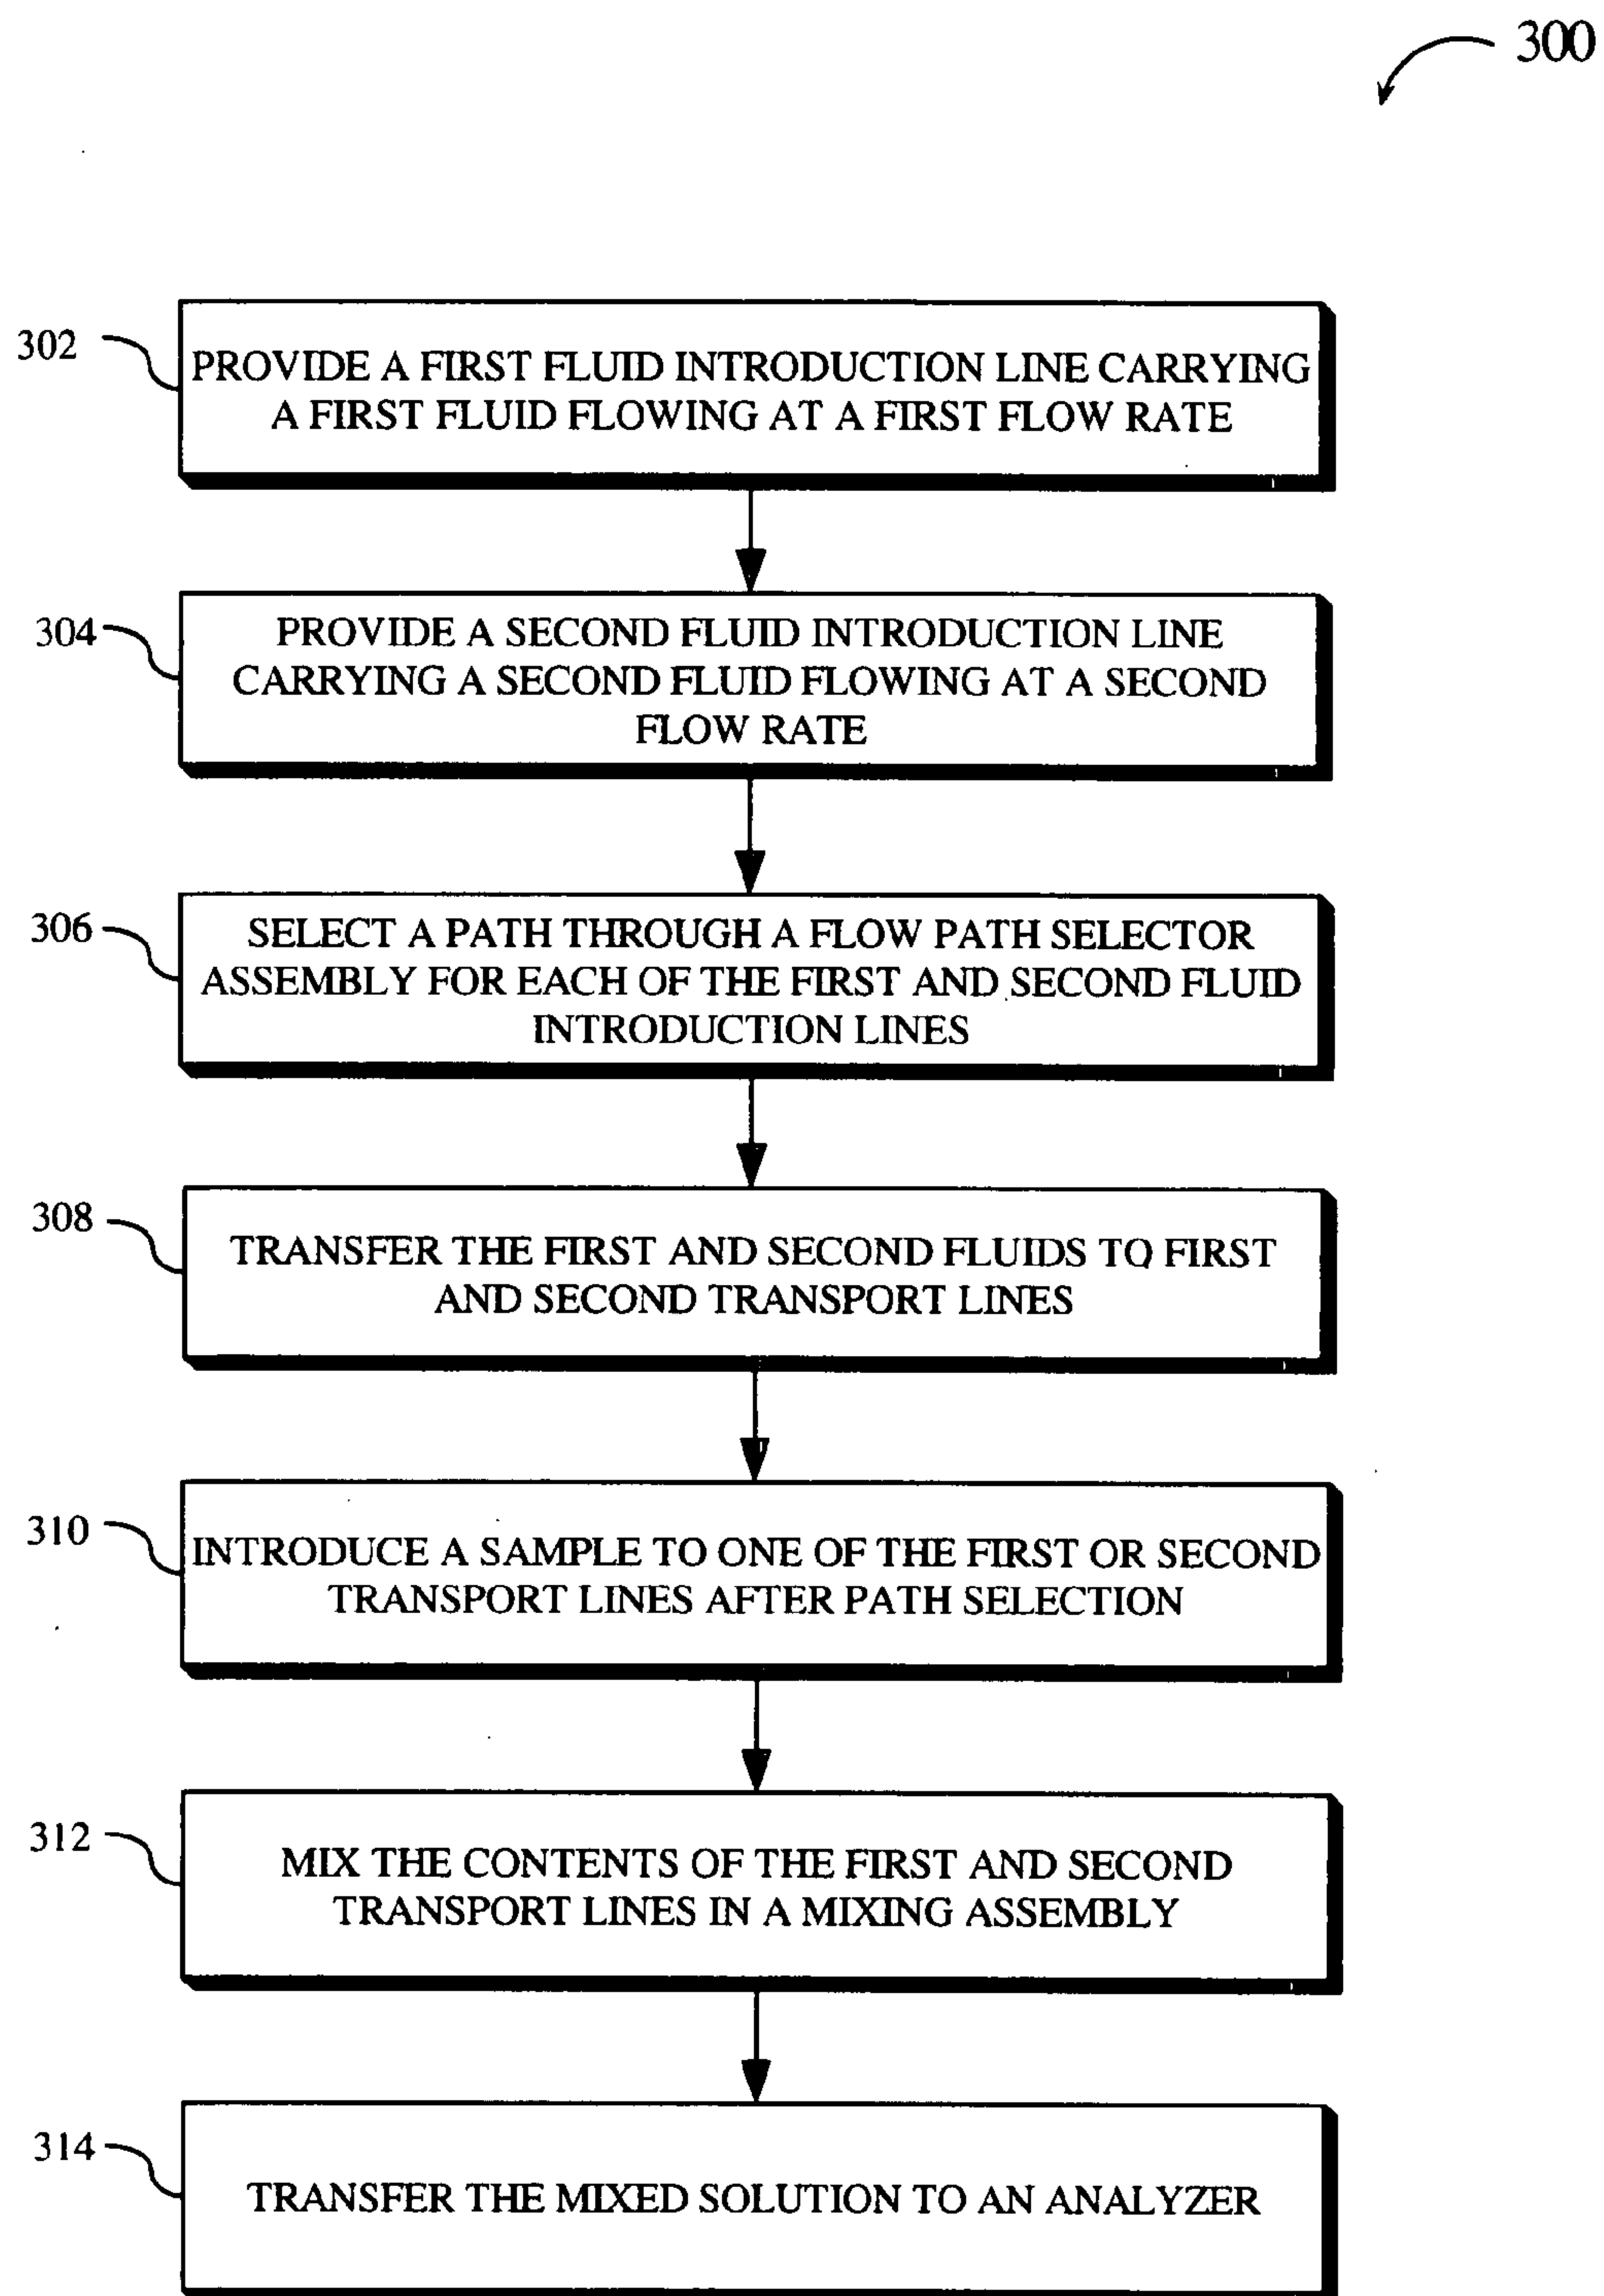 300
302
PROVIDE A FIRST FLUID INTRODUCTION LINE CARRYING
A FIRST FLUID FLOWING AT A FIRST FLOW RATE
304
PROVIDE A SECOND FLUID INTRODUCTION LINE
CARRYING A SECOND FLUID FLOWING AT A SECOND
FLOW RATE
306
SELECT A PATH THROUGH A FLOW PATH SELECTOR
ASSEMBLY FOR EACH OF THE FIRST AND SECOND FLUID
INTRODUCTION LINES
308
TRANSFER THE FIRST AND SECOND FLUIDS TO FIRST
AND SECOND TRANSPORT LINES
310
INTRODUCE A SAMPLE TO ONE OF THE FIRST OR SECOND
TRANSPORT LINES AFTER PATH SELECTION
312
MIX THE CONTENTS OF THE FIRST AND SECOND
TRANSPORT LINES IN A MIXING ASSEMBLY
314
TRANSFER THE MIXED SOLUTION TO AN ANALYZER